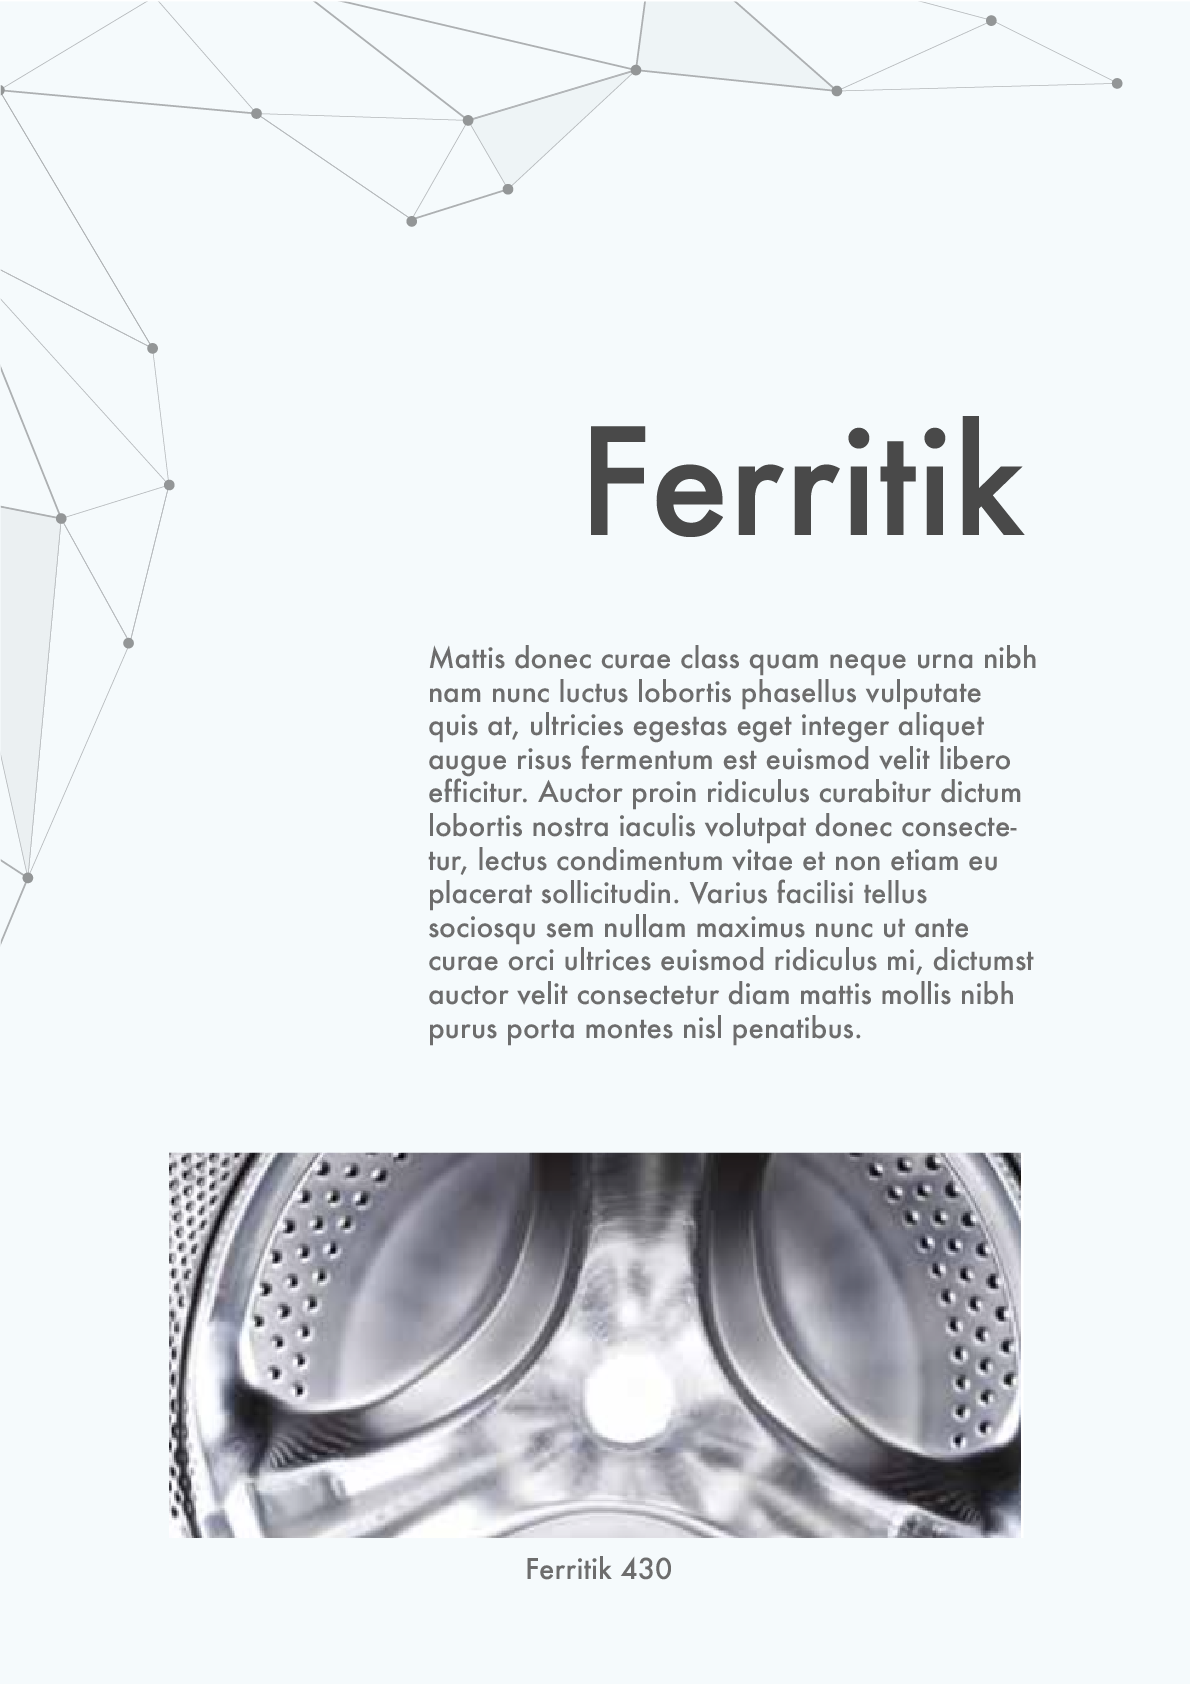 Ferritik
Mattis donec curae class quam neque urna nibh
nam nunc luctus lobortis phasellus vulputate
quis at, ultricies egestas eget integer aliquet
augue risus fermentum est euismod velit libero
efficitur. Auctor proin ridiculus curabitur dictum
lobortis nostra iaculis volutpat donec consecte-
tur, lectus condimentum vitae et non etiam eu
placerat sollicitudin. Varius facilisi tellus
sociosqu sem nullam maximus nunc ut ante
curae orci ultrices euismod ridiculus mi, dictumst
auctor velit consectetur diam mattis mollis nibh
purus porta montes nisl penatibus.
Ferritik 430